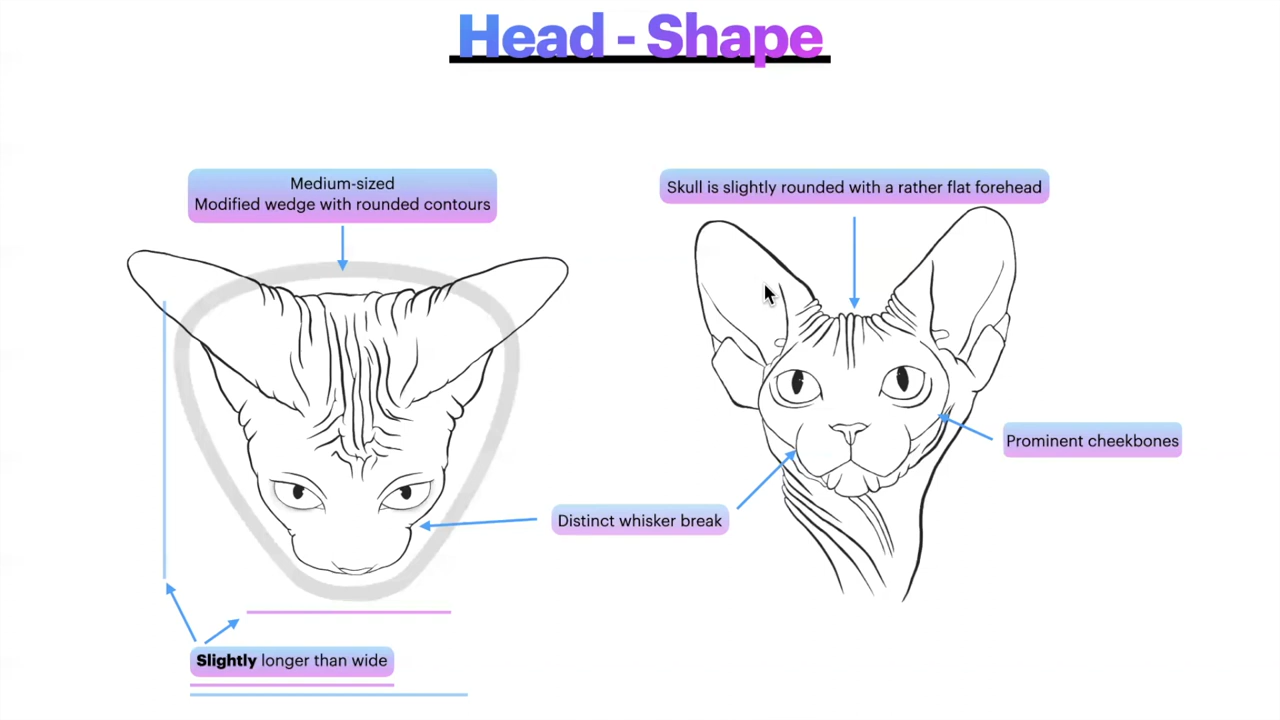 Head - Shape
Medium-sized
Modified wedge with rounded contours
Skull is slightly rounded with a rather flat forehead
Prominent cheekbones
Distinct whisker break
Slightly longer than wide